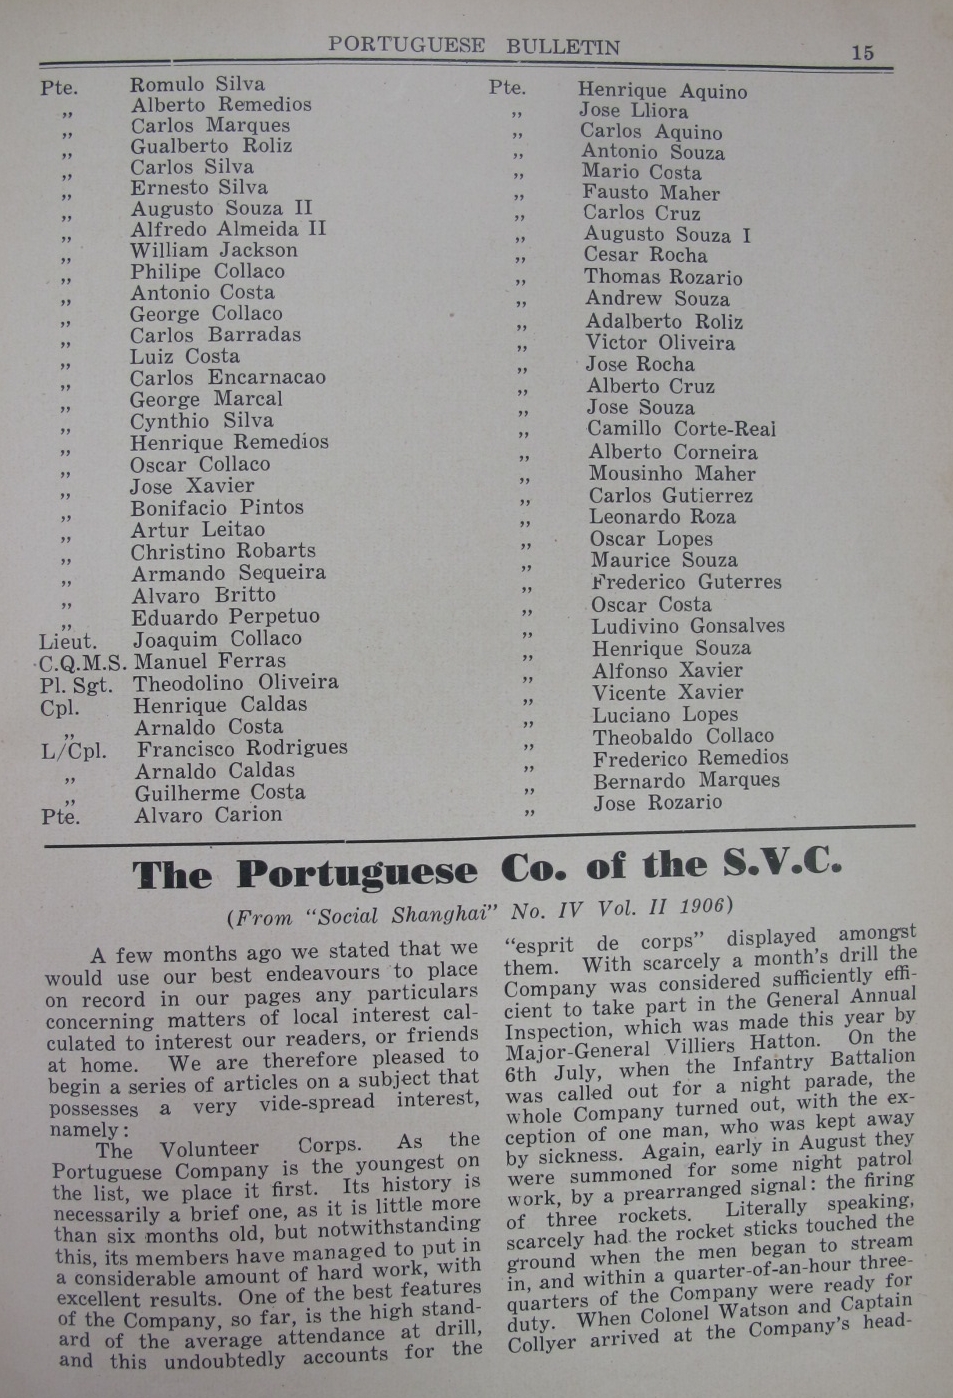 PORTUGUESE BULLETIN 15
Pte. Romulo Silva
„ Alberto Remedios
„ Carlos Marques
„ Gualberto Roliz
„ Carlos Silva
„ Ernesto Silva
„ Augusto Souza II
„ Alfredo Almeida II
„ William Jackson
„ Philipe Collaco
„ Antonio Costa
„ George Collaco
„ Carlos Barradas
„ Luiz Costa
„ Carlos Encarnacao
„ George Marcal
„ Cynthio Silva
„ Henrique Remedios
„ Oscar Collaco
„ Jose Xavier
„ Bonifacio Pintos
„ Artur Leitao
„ Christino Robarts
„ Armando Sequeira
„ Alvaro Britto
„ Eduardo Perpetuo
Lieut. Joaquim Collaco
C.Q.M.S. Manuel Ferras
Pl. Sgt. Theodolino Oliveira
Cpl. Henrique Caldas
„ Arnaldo Costa
L/Cpl. Francisco Rodrigues
„ Arnaldo Caldas
„ Guilherme Costa
Pte. Alvaro Carion
Pte. Henrique Aquino
„ Jose Lliora
„ Carlos Aquino
„ Antonio Souza
„ Mario Costa
„ Fausto Maher
„ Carlos Cruz
„ Augusto Souza I
„ Cesar Rocha
„ Thomas Rozario
„ Andrew Souza
„ Adalberto Roliz
„ Victor Oliveira
„ Jose Rocha
„ Alberto Cruz
„ Jose Souza
„ Camillo Corte-Real
„ Alberto Corneira
„ Mousinho Maher
„ Carlos Gutierrez
„ Leonardo Roza
„ Oscar Lopes
„ Maurice Souza
„ Frederico Guterres
„ Oscar Costa
„ Ludivino Gonsalves
„ Henrique Souza
„ Alfonso Xavier
„ Vicente Xavier
„ Luciano Lopes
„ Theobaldo Collaco
„ Frederico Remedios
„ Bernardo Marques
„ Jose Rozario
The Portuguese Co. of the S.V.C.
(From "Social Shanghai" No. IV Vol. II 1906)
A few months ago we stated that we
would use our best endeavours to place
on record in our pages any particulars
concerning matters of local interest cal-
culated to interest our readers, or friends
at home. We are therefore pleased to
begin a series of articles on a subject that
possesses a very vide-spread interest,
namely:
The Volunteer Corps. As the
Portuguese Company is the youngest on
the list, we place it first. Its history is
necessarily a brief one, as it is little more
than six months old, but notwithstanding
this, its members have managed to put in
a considerable amount of hard work, with
excellent results. One of the best features
of the Company, so far, is the high stand-
ard of the average attendance at drill,
and this undoubtedly accounts for the
"esprit de corps" displayed amongst
them. With scarcely a month's drill the
Company was considered sufficiently effi-
cient to take part in the General Annual
Inspection, which was made this year by
Major-General Villiers Hatton. On the
6th July, when the Infantry Battalion
was called out for a night parade, the
whole Company turned out, with the ex-
ception of one man, who was kept away
by sickness. Again, early in August they
were summoned for some night patrol
work, by a prearranged signal: the firing
of three rockets. Literally speaking,
scarcely had the rocket sticks touched the
ground when the men began to stream
in, and within a quarter-of-an-hour three-
quarters of the Company were ready for
duty. When Colonel Watson and Captain
Collyer arrived at the Company's head-